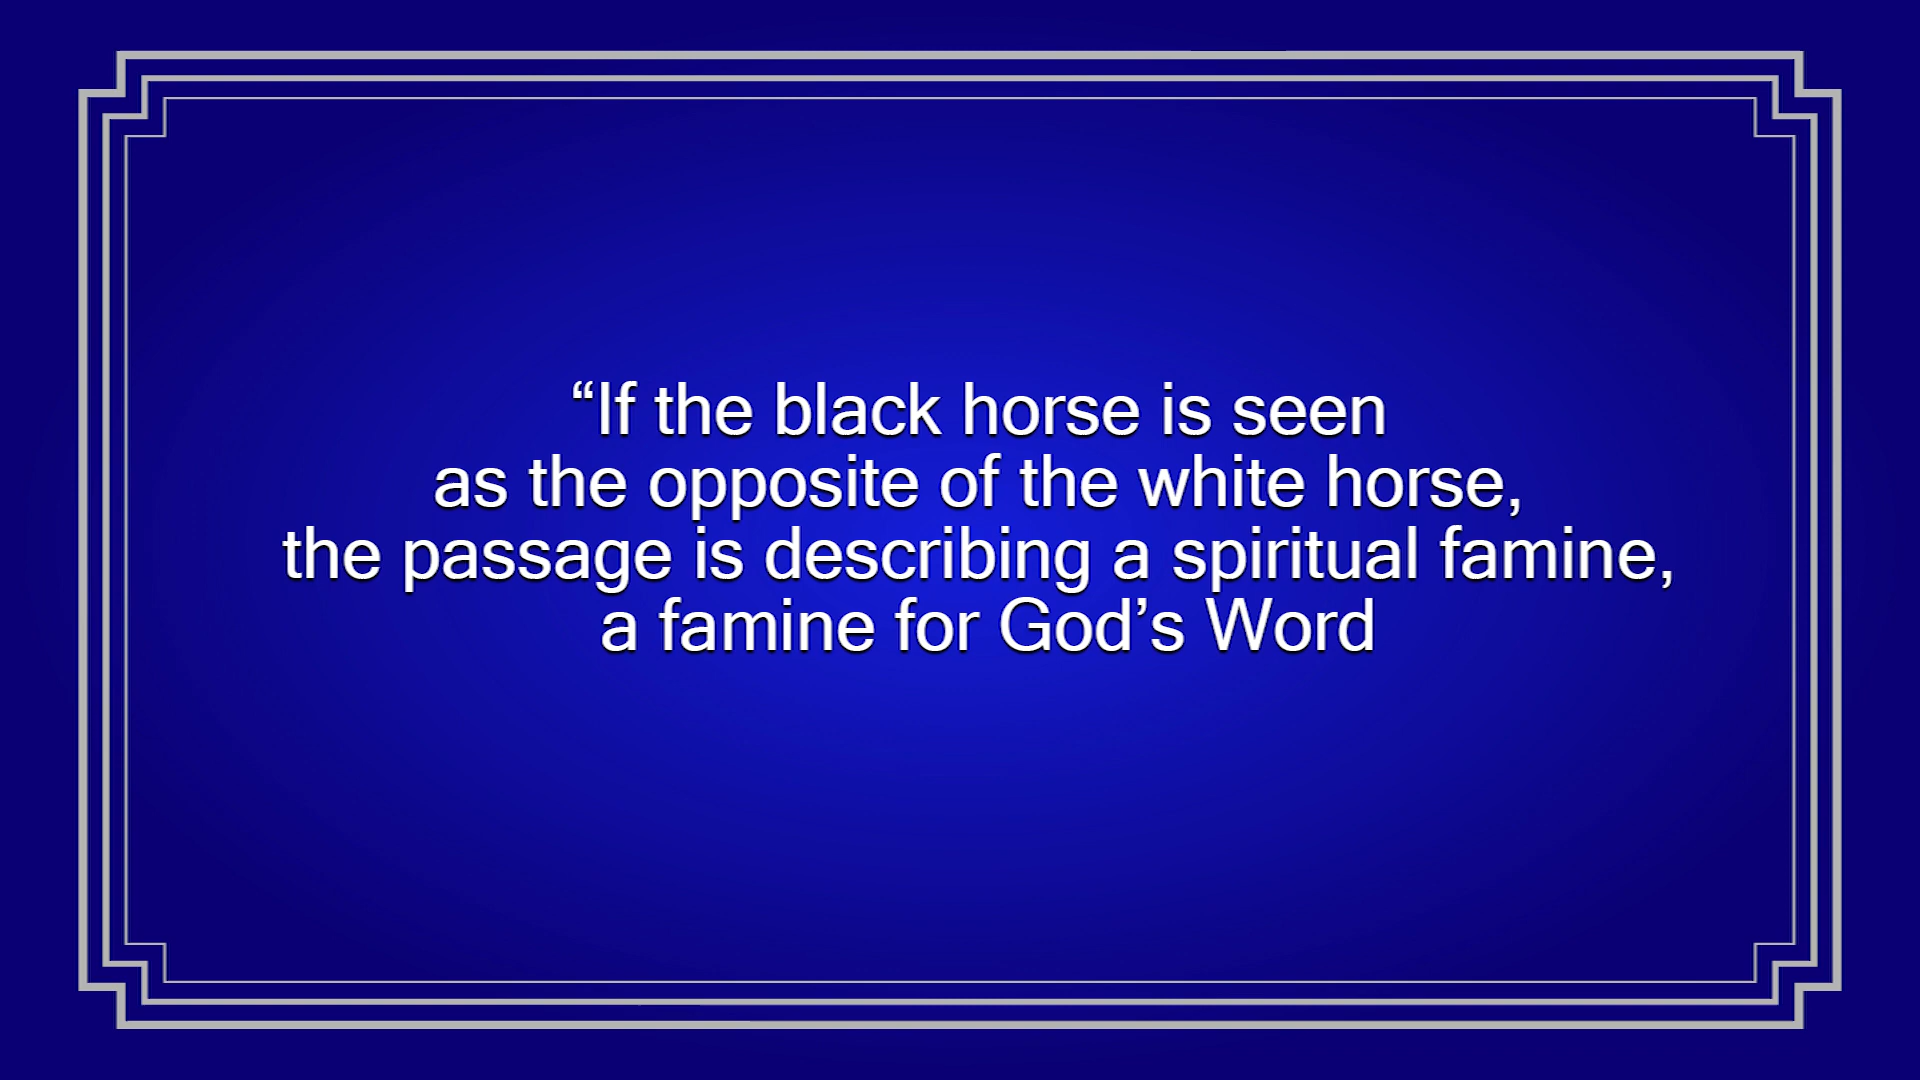 “If the black horse is seen
as the opposite of the white horse,
the passage is describing a spiritual famine,
a famine for God’s Word